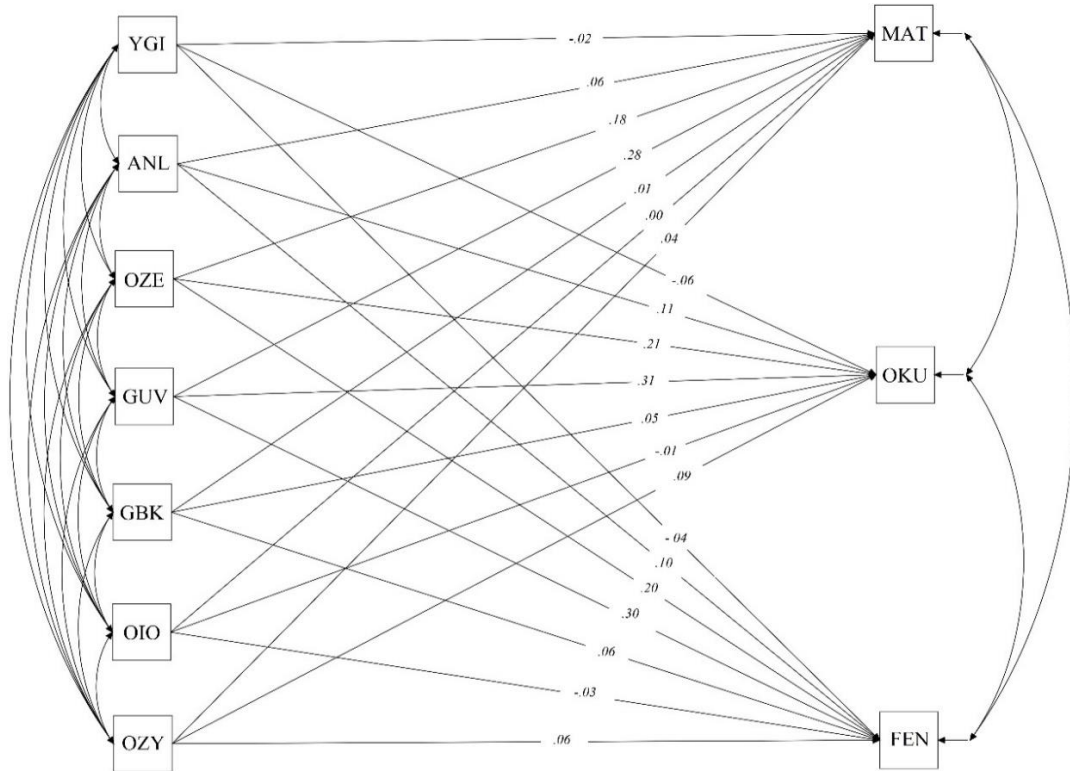 YGI
MAT
-.02
.06
ANL
.18
.28
.01
.00
.04
OZE
-.06
.11
.21
GUV
.31
OKU
.05
-.01
.09
GBK
-.04
.10
.20
.30
OIO
.06
-.03
OZY
.06
FEN